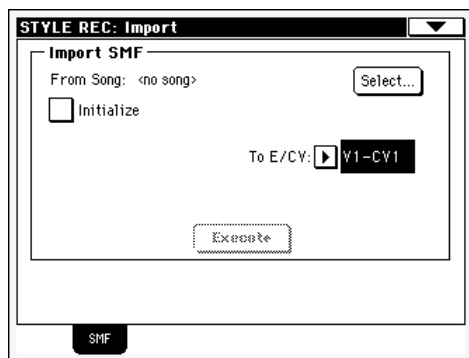 STYLE REC: Import
Import SMF
From Song: <no song>
Select...
Initialize
To E/CV: V1-CV1
Execute
SMF